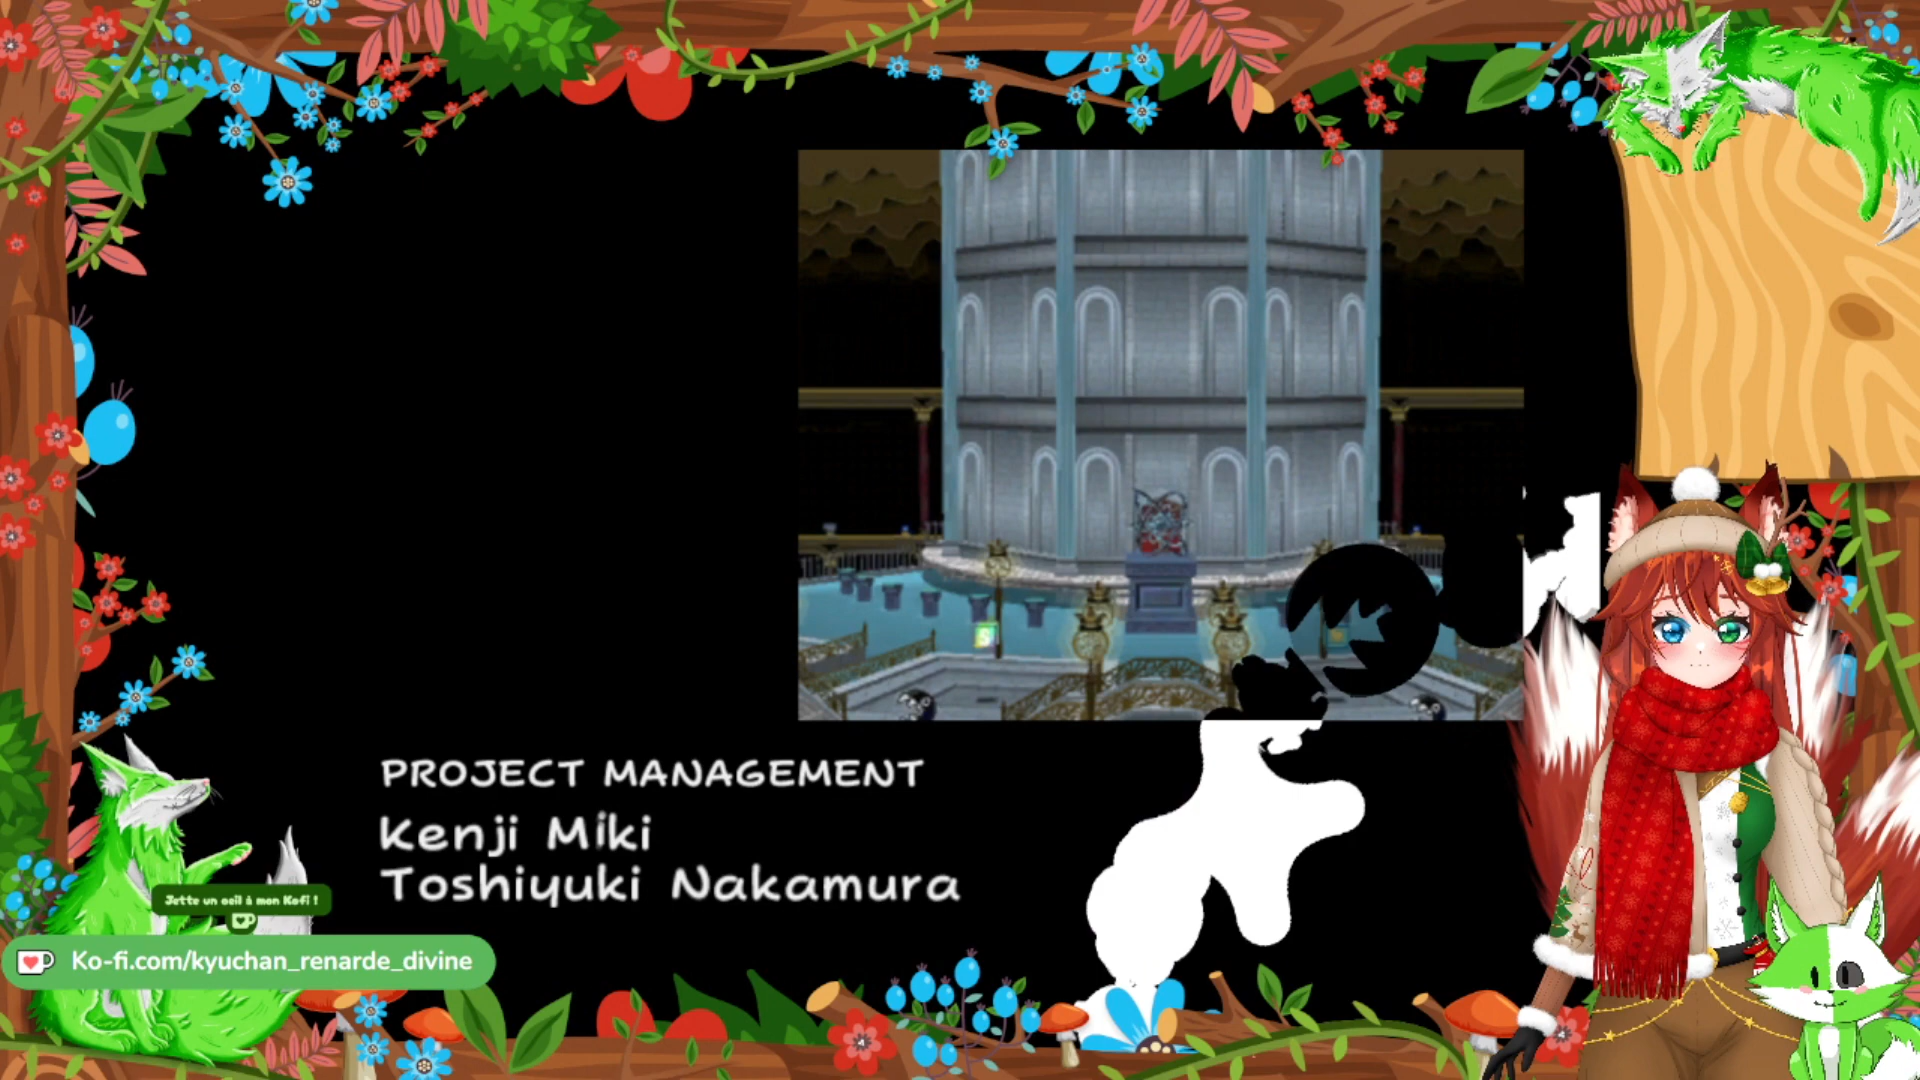 PROJECT MANAGEMENT
Kenji Miki
Toshiyuki Nakamura
Jette un oeil à mon Kofi !
Ko-fi.com/kyuchan_renarde_divine